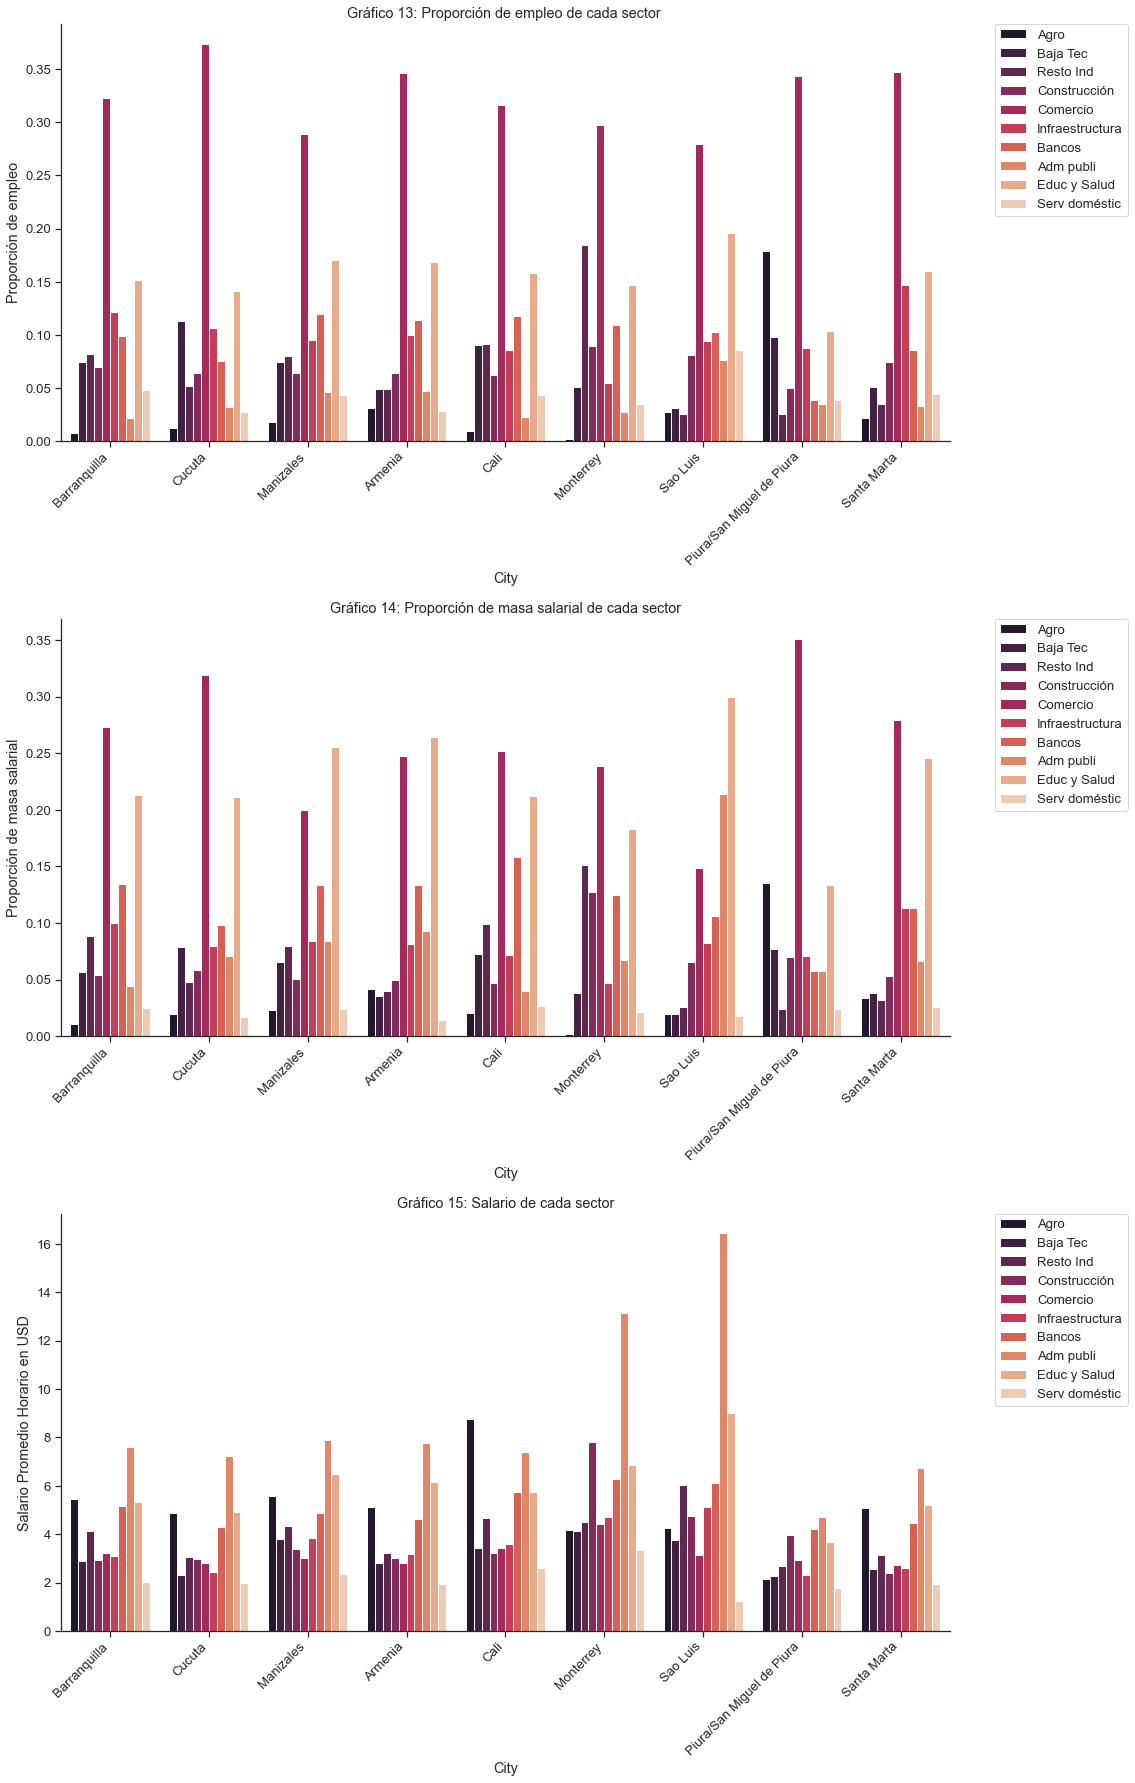 Gráfico 13: Proporción de empleo de cada sector
Proporción de empleo
0.35
0.30
0.25
0.20
0.15
0.10
0.05
0.00
Barranquilla
Cucuta
Manizales
Armenia
Cali
Monterrey
Sao Luis
Piura/San Miguel de Piura
Santa Marta
City
Agro
Baja Tec
Resto Ind
Construcción
Comercio
Infraestructura
Bancos
Adm publi
Educ y Salud
Serv doméstic
Gráfico 14: Proporción de masa salarial de cada sector
Proporción de masa salarial
0.35
0.30
0.25
0.20
0.15
0.10
0.05
0.00
Barranquilla
Cucuta
Manizales
Armenia
Cali
Monterrey
Sao Luis
Piura/San Miguel de Piura
Santa Marta
City
Agro
Baja Tec
Resto Ind
Construcción
Comercio
Infraestructura
Bancos
Adm publi
Educ y Salud
Serv doméstic
Gráfico 15: Salario de cada sector
Salario Promedio Horario en USD
16
14
12
10
8
6
4
2
0
Barranquilla
Cucuta
Manizales
Armenia
Cali
Monterrey
Sao Luis
Piura/San Miguel de Piura
Santa Marta
City
Agro
Baja Tec
Resto Ind
Construcción
Comercio
Infraestructura
Bancos
Adm publi
Educ y Salud
Serv doméstic